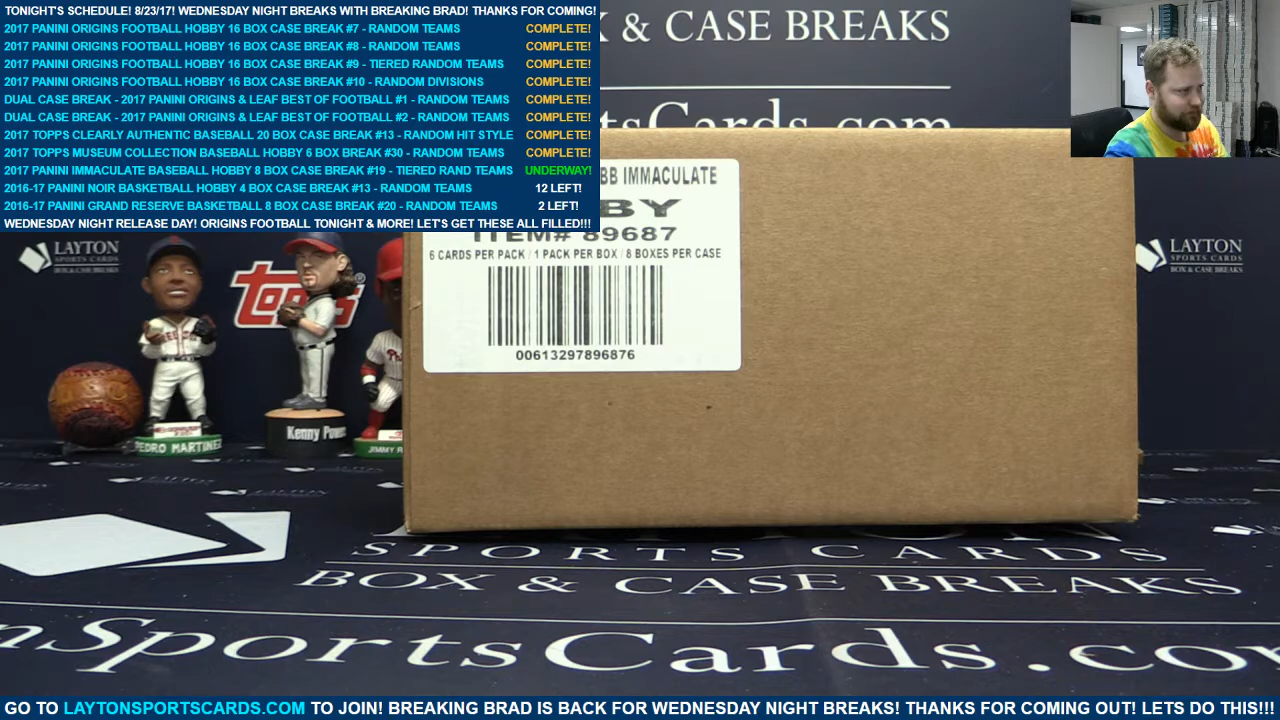 TONIGHT'S SCHEDULE! 8/23/17! WEDNESDAY NIGHT BREAKS WITH BREAKING BRAD! THANKS FOR COMING!
2017 PANINI ORIGINS FOOTBALL HOBBY 16 BOX CASE BREAK #7 - RANDOM TEAMS COMPLETE!
2017 PANINI ORIGINS FOOTBALL HOBBY 16 BOX CASE BREAK #8 - RANDOM TEAMS COMPLETE!
2017 PANINI ORIGINS FOOTBALL HOBBY 16 BOX CASE BREAK #9 - TIERED RANDOM TEAMS COMPLETE!
2017 PANINI ORIGINS FOOTBALL HOBBY 16 BOX CASE BREAK #10 - RANDOM DIVISIONS COMPLETE!
DUAL CASE BREAK - 2017 PANINI ORIGINS & LEAF BEST OF FOOTBALL #1 - RANDOM TEAMS COMPLETE!
DUAL CASE BREAK - 2017 PANINI ORIGINS & LEAF BEST OF FOOTBALL #2 - RANDOM TEAMS COMPLETE!
2017 TOPPS CLEARLY AUTHENTIC BASEBALL 20 BOX CASE BREAK #13 - RANDOM HIT STYLE COMPLETE!
2017 TOPPS MUSEUM COLLECTION BASEBALL HOBBY 6 BOX BREAK #30 - RANDOM TEAMS COMPLETE!
2017 PANINI IMMACULATE BASEBALL HOBBY 8 BOX CASE BREAK #19 - TIERED RAND TEAMS UNDERWAY!
2016-17 PANINI NOIR BASKETBALL HOBBY 4 BOX CASE BREAK #13 - RANDOM TEAMS 12 LEFT!
2016-17 PANINI GRAND RESERVE BASKETBALL 8 BOX CASE BREAK #20 - RANDOM TEAMS 2 LEFT!
WEDNESDAY NIGHT RELEASE DAY! ORIGINS FOOTBALL TONIGHT & MORE! LET'S GET THESE ALL FILLED!!!
X & CASE BREAKS
tsCards.com
BB IMMACULATE
BY
ITEM# 89687
6 CARDS PER PACK / 1 PACK PER BOX / 8 BOXES PER CASE
00613297896876
LAYTON
SPORTS CARDS
BOX & CASE BREAKS
topps
LAYTON
SPORTS CARDS
BOX & CASE BREAKS
PEDRO MARTINEZ
Kenny Powe
JIMMY R
SPORTS CARDS
BOX & CASE BREAKS
nSportsCards.co
GO TO LAYTONSPORTSCARDS.COM TO JOIN! BREAKING BRAD IS BACK FOR WEDNESDAY NIGHT BREAKS! THANKS FOR COMING OUT! LETS DO THIS!!!